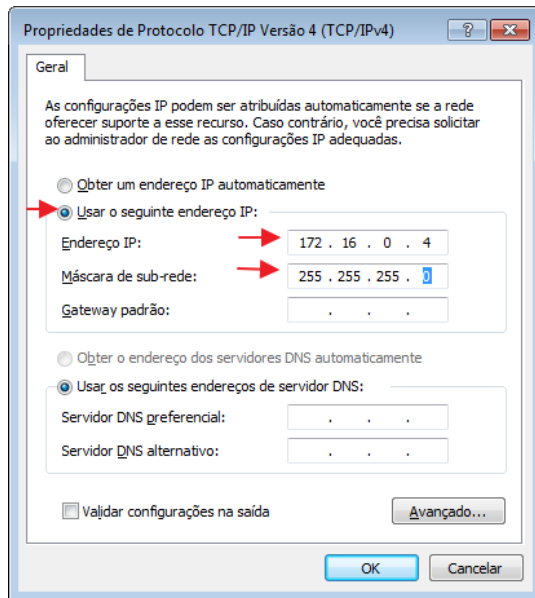 Propriedades de Protocolo TCP/IP Versão 4 (TCP/IPv4)
Geral
As configurações IP podem ser atribuídas automaticamente se a rede
oferecer suporte a esse recurso. Caso contrário, você precisa solicitar
ao administrador de rede as configurações IP adequadas.
Obter um endereço IP automaticamente
Usar o seguinte endereço IP:
Endereço IP: 172 . 16 . 0 . 4
Máscara de sub-rede: 255 . 255 . 255 . 0
Gateway padrão: . . .
Obter o endereço dos servidores DNS automaticamente
Usar os seguintes endereços de servidor DNS:
Servidor DNS preferencial: . . .
Servidor DNS alternativo: . . .
Validar configurações na saída
Avançado...
OK Cancelar